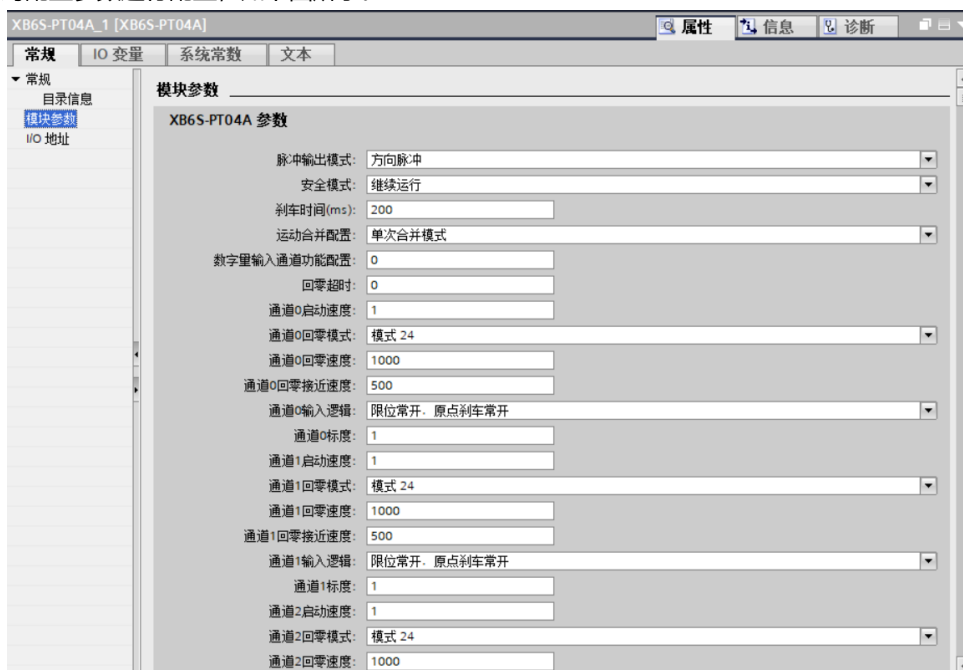 XB6S-PT04A_1 [XB6S-PT04A]
属性 信息 诊断
常规 IO 变量 系统常数 文本
常规
目录信息
模块参数
I/O 地址
模块参数
XB6S-PT04A 参数
脉冲输出模式: 方向脉冲
安全模式: 继续运行
刹车时间(ms): 200
运动合并配置: 单次合并模式
数字里输入通道功能配置: 0
回零超时: 0
通道0启动速度: 1
通道0回零模式: 模式 24
通道0回零速度: 1000
通道0回零接近速度: 500
通道0输入逻辑: 限位常开,原点刹车常开
通道0标度: 1
通道1启动速度: 1
通道1回零模式: 模式 24
通道1回零速度: 1000
通道1回零接近速度: 500
通道1输入逻辑: 限位常开,原点刹车常开
通道1标度: 1
通道2启动速度: 1
通道2回零模式: 模式 24
通道2回零速度: 1000